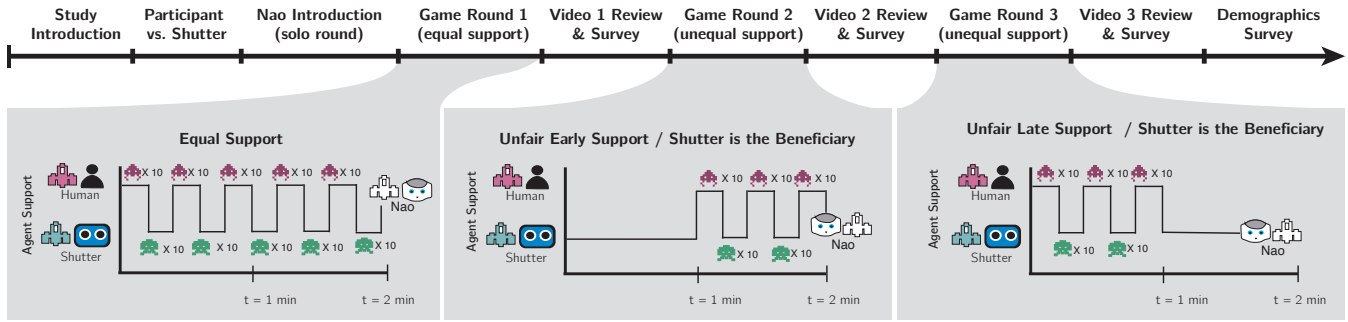 Study
Introduction
Participant
vs. Shutter
Nao Introduction
(solo round)
Game Round 1
(equal support)
Video 1 Review
& Survey
Game Round 2
(unequal support)
Video 2 Review
& Survey
Game Round 3
(unequal support)
Video 3 Review
& Survey
Demographics
Survey
Equal Support
Agent Support
Human
Shutter
X 10 X 10 X 10 X 10 X 10
Nao
X 10 X 10 X 10 X 10 X 10
t = 1 min t = 2 min
Unfair Early Support / Shutter is the Beneficiary
Agent Support
Human
Shutter
X 10 X 10 X 10
Nao
X 10 X 10
t = 1 min t = 2 min
Unfair Late Support / Shutter is the Beneficiary
Agent Support
Human
Shutter
X 10 X 10 X 10
Nao
X 10 X 10
t = 1 min t = 2 min